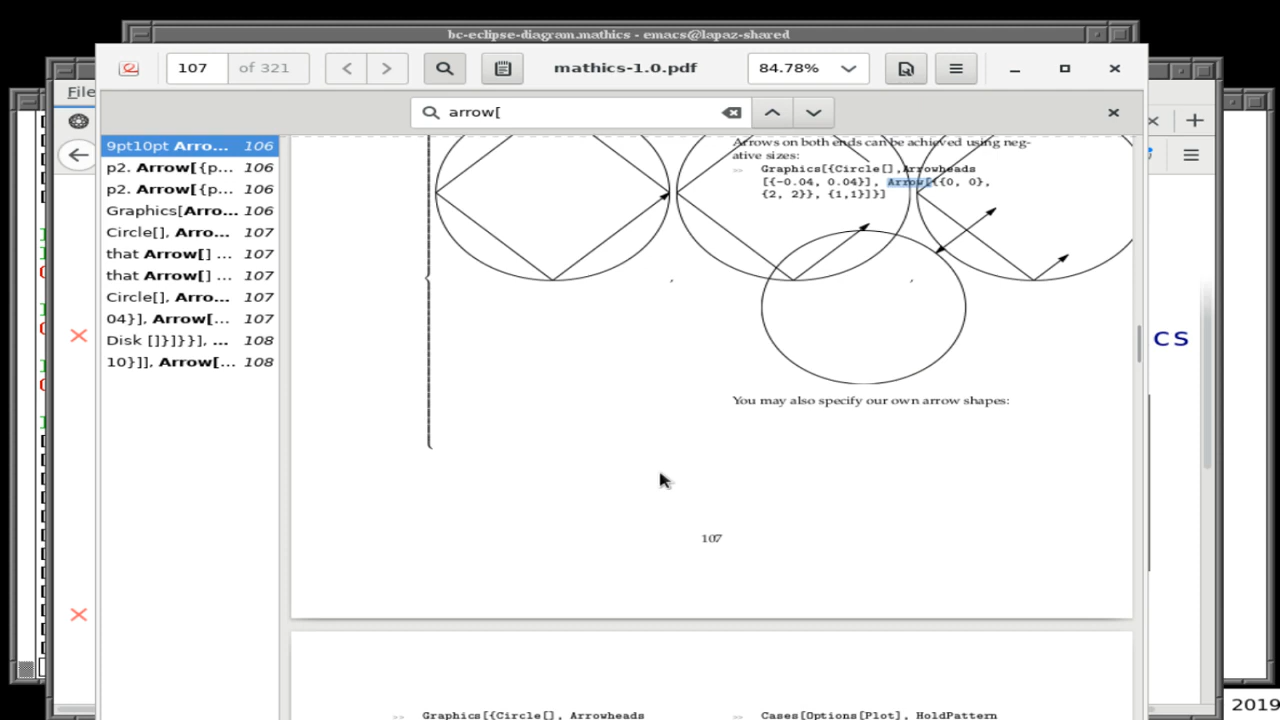 bc-eclipse-diagram.mathics - emacs@lapaz-shared
107 of 321
mathics-1.0.pdf
84.78%
File
arrow[
9pt10pt Arro... 106
p2. Arrow[{p... 106
p2. Arrow[{p... 106
Graphics[Arro... 106
Circle[], Arro... 107
that Arrow[] ... 107
that Arrow[] ... 107
Circle[], Arro... 107
04}], Arrow[... 107
Disk []}]}}], ... 108
10}]], Arrow[... 108
Arrows on both ends can be achieved using neg-
ative sizes:
>> Graphics[{Circle[],Arrowheads
[{-0.04, 0.04}], Arrow[{{0, 0},
{2, 2}}, {1,1}]}]
,
,
You may also specify our own arrow shapes:
107
>> Graphics[{Circle[], Arrowheads
>> Cases[Options[Plot], HoldPattern
cs
2019